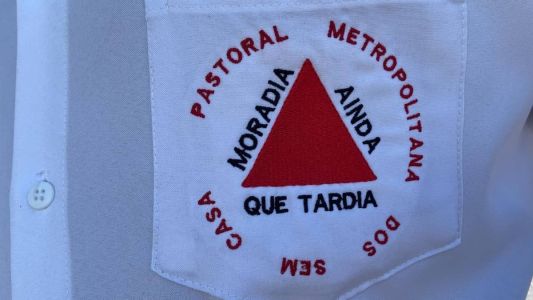 PASTORAL METROPOLITANA DOS SEM CASA
MORADIA
AINDA
QUE TARDIA